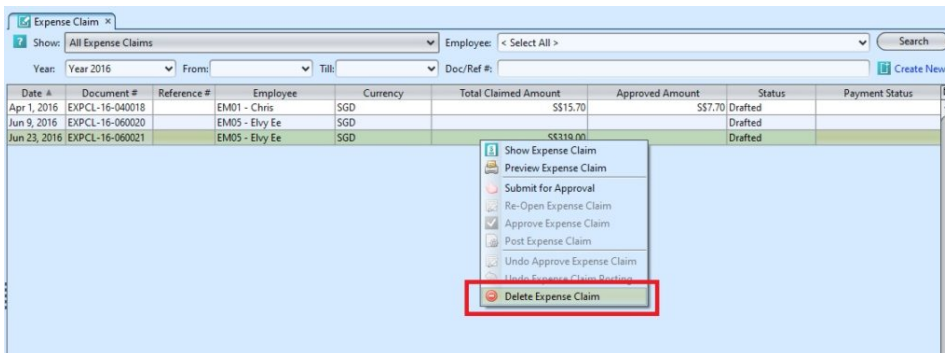 Expense Claim ×
? Show: All Expense Claims Employee: < Select All > Search
Year: Year 2016 From: Till: Doc/Ref #: Create New
Date Document # Reference # Employee Currency Total Claimed Amount Approved Amount Status Payment Status
Apr 1, 2016 EXPCL-16-040018 EM01 - Chris SGD S$15.70 S$7.70 Drafted
Jun 9, 2016 EXPCL-16-060020 EM05 - Elvy Ee SGD Drafted
Jun 23, 2016 EXPCL-16-060021 EM05 - Elvy Ee SGD S$319.00 Drafted
Show Expense Claim
Preview Expense Claim
Submit for Approval
Re-Open Expense Claim
Approve Expense Claim
Post Expense Claim
Undo Approve Expense Claim
Undo Expense Claim Posting
Delete Expense Claim